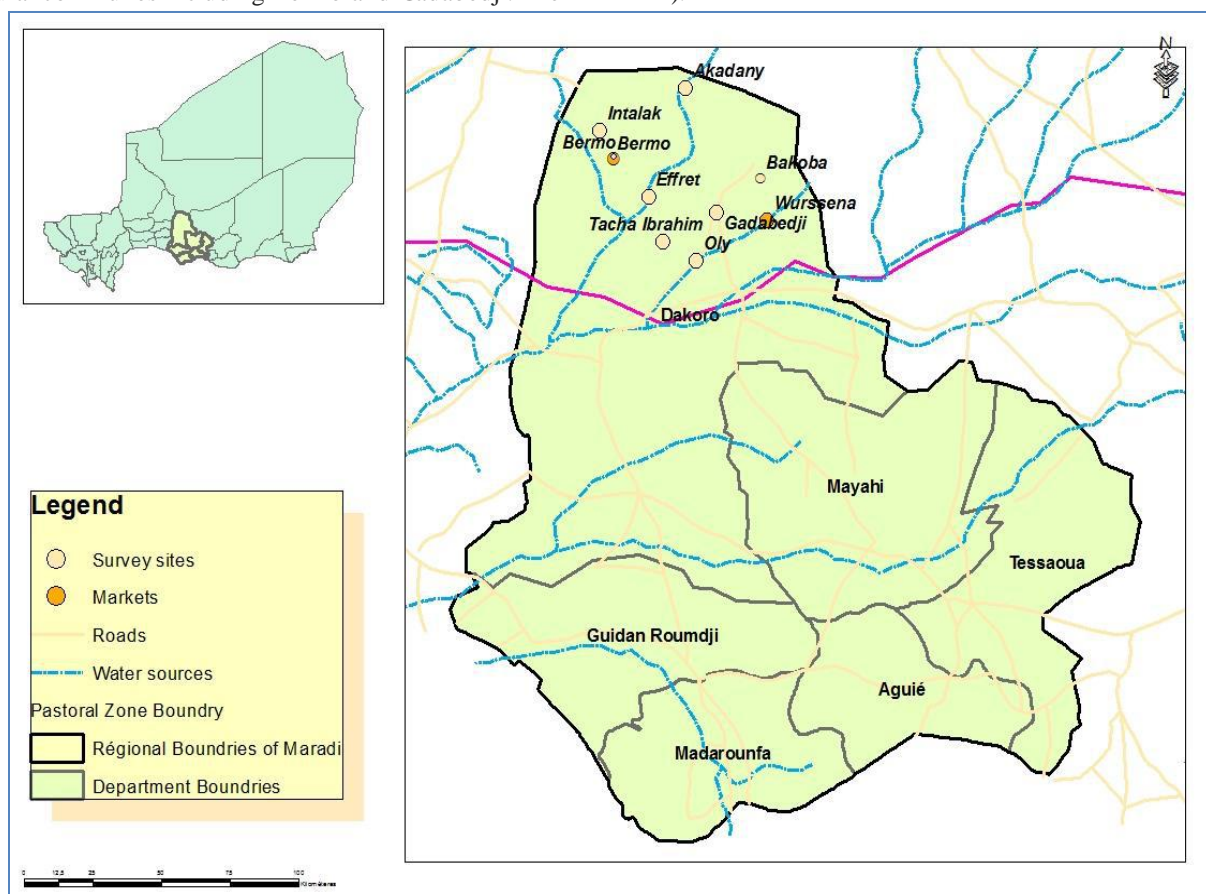 N
Akadany
Intalak
Bermo Bermo
Bakoba
Effret
Wurssena
Tacha Ibrahim
Gadabedji
Oly
Dakoro
Mayahi
Tessaoua
Guidan Roumdji
Aguié
Madarounfa
Legend
Survey sites
Markets
Roads
Water sources
Pastoral Zone Boundry
Régional Boundries of Maradi
Department Boundries
0 12,5 25 50 75 100
Kilomètres